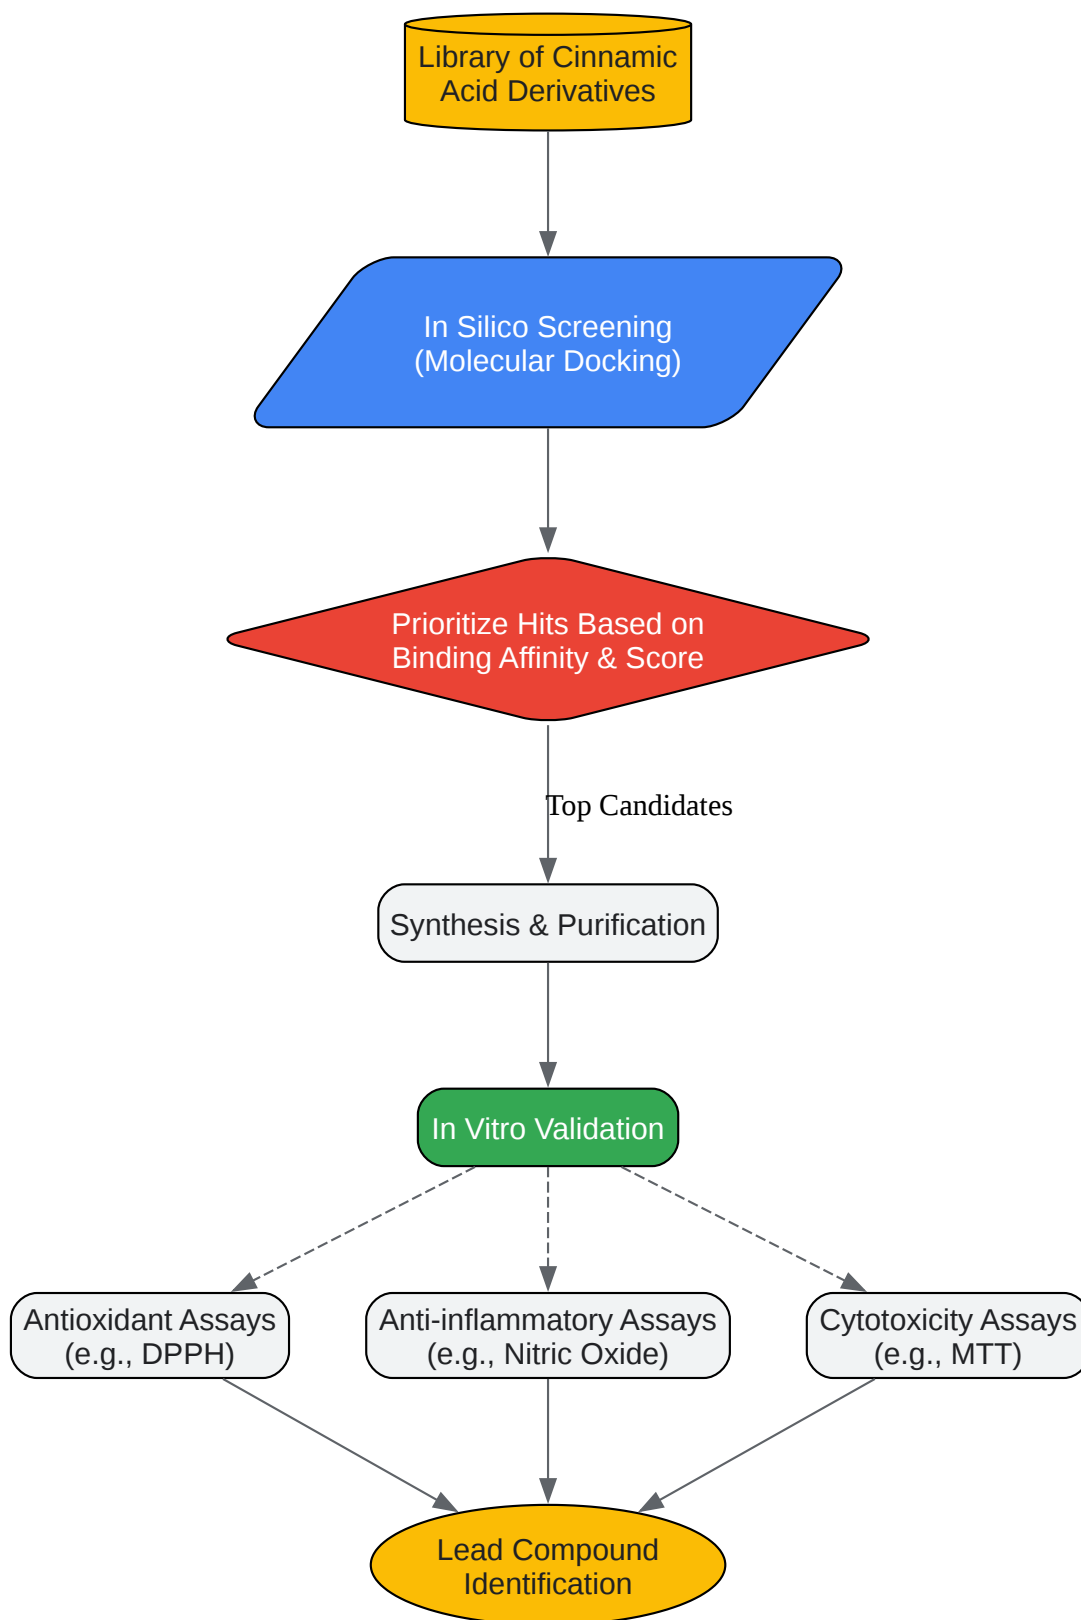 Library of Cinnamic
Acid Derivatives
In Silico Screening
(Molecular Docking)
Prioritize Hits Based on
Binding Affinity & Score
Top Candidates
Synthesis & Purification
In Vitro Validation
Antioxidant Assays
(e.g., DPPH)
Anti-inflammatory Assays
(e.g., Nitric Oxide)
Cytotoxicity Assays
(e.g., MTT)
Lead Compound
Identification